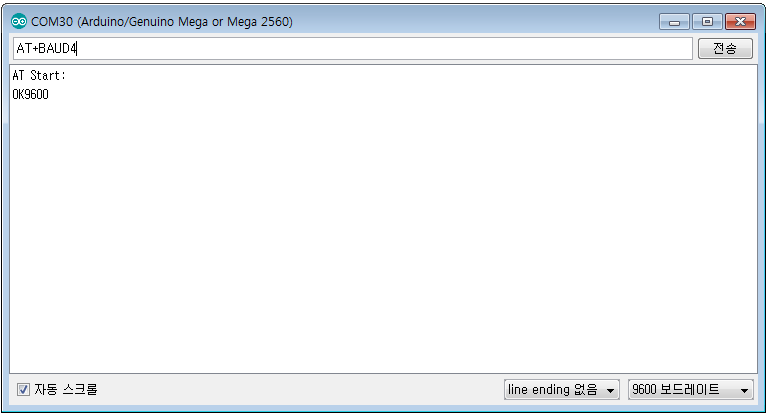 COM30 (Arduino/Genuino Mega or Mega 2560)
AT+BAUD4
전송
AT Start:
OK9600
자동 스크롤
line ending 없음
9600 보드레이트